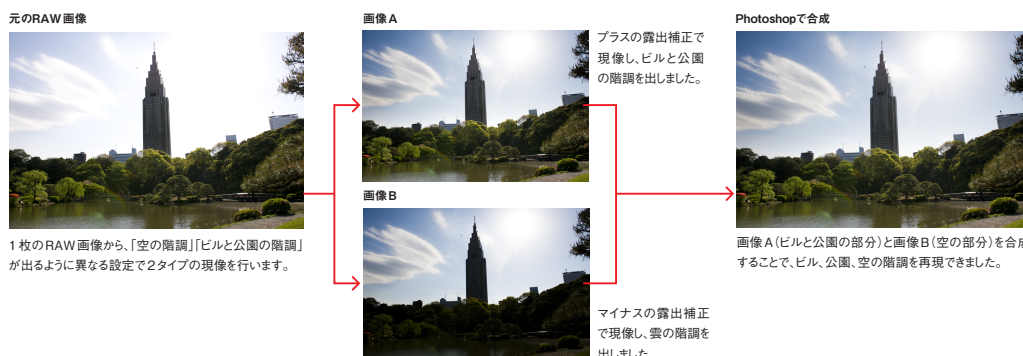 元のRAW画像
1枚のRAW画像から、「空の階調」「ビルと公園の階調」
が出るように異なる設定で2タイプの現像を行います。
画像A
プラスの露出補正で
現像し、ビルと公園
の階調を出しました。
画像B
マイナスの露出補正
で現像し、雲の階調を
出しました
Photoshopで合成
画像A(ビルと公園の部分)と画像B(空の部分)を合成
することで、ビル、公園、空の階調を再現できました。